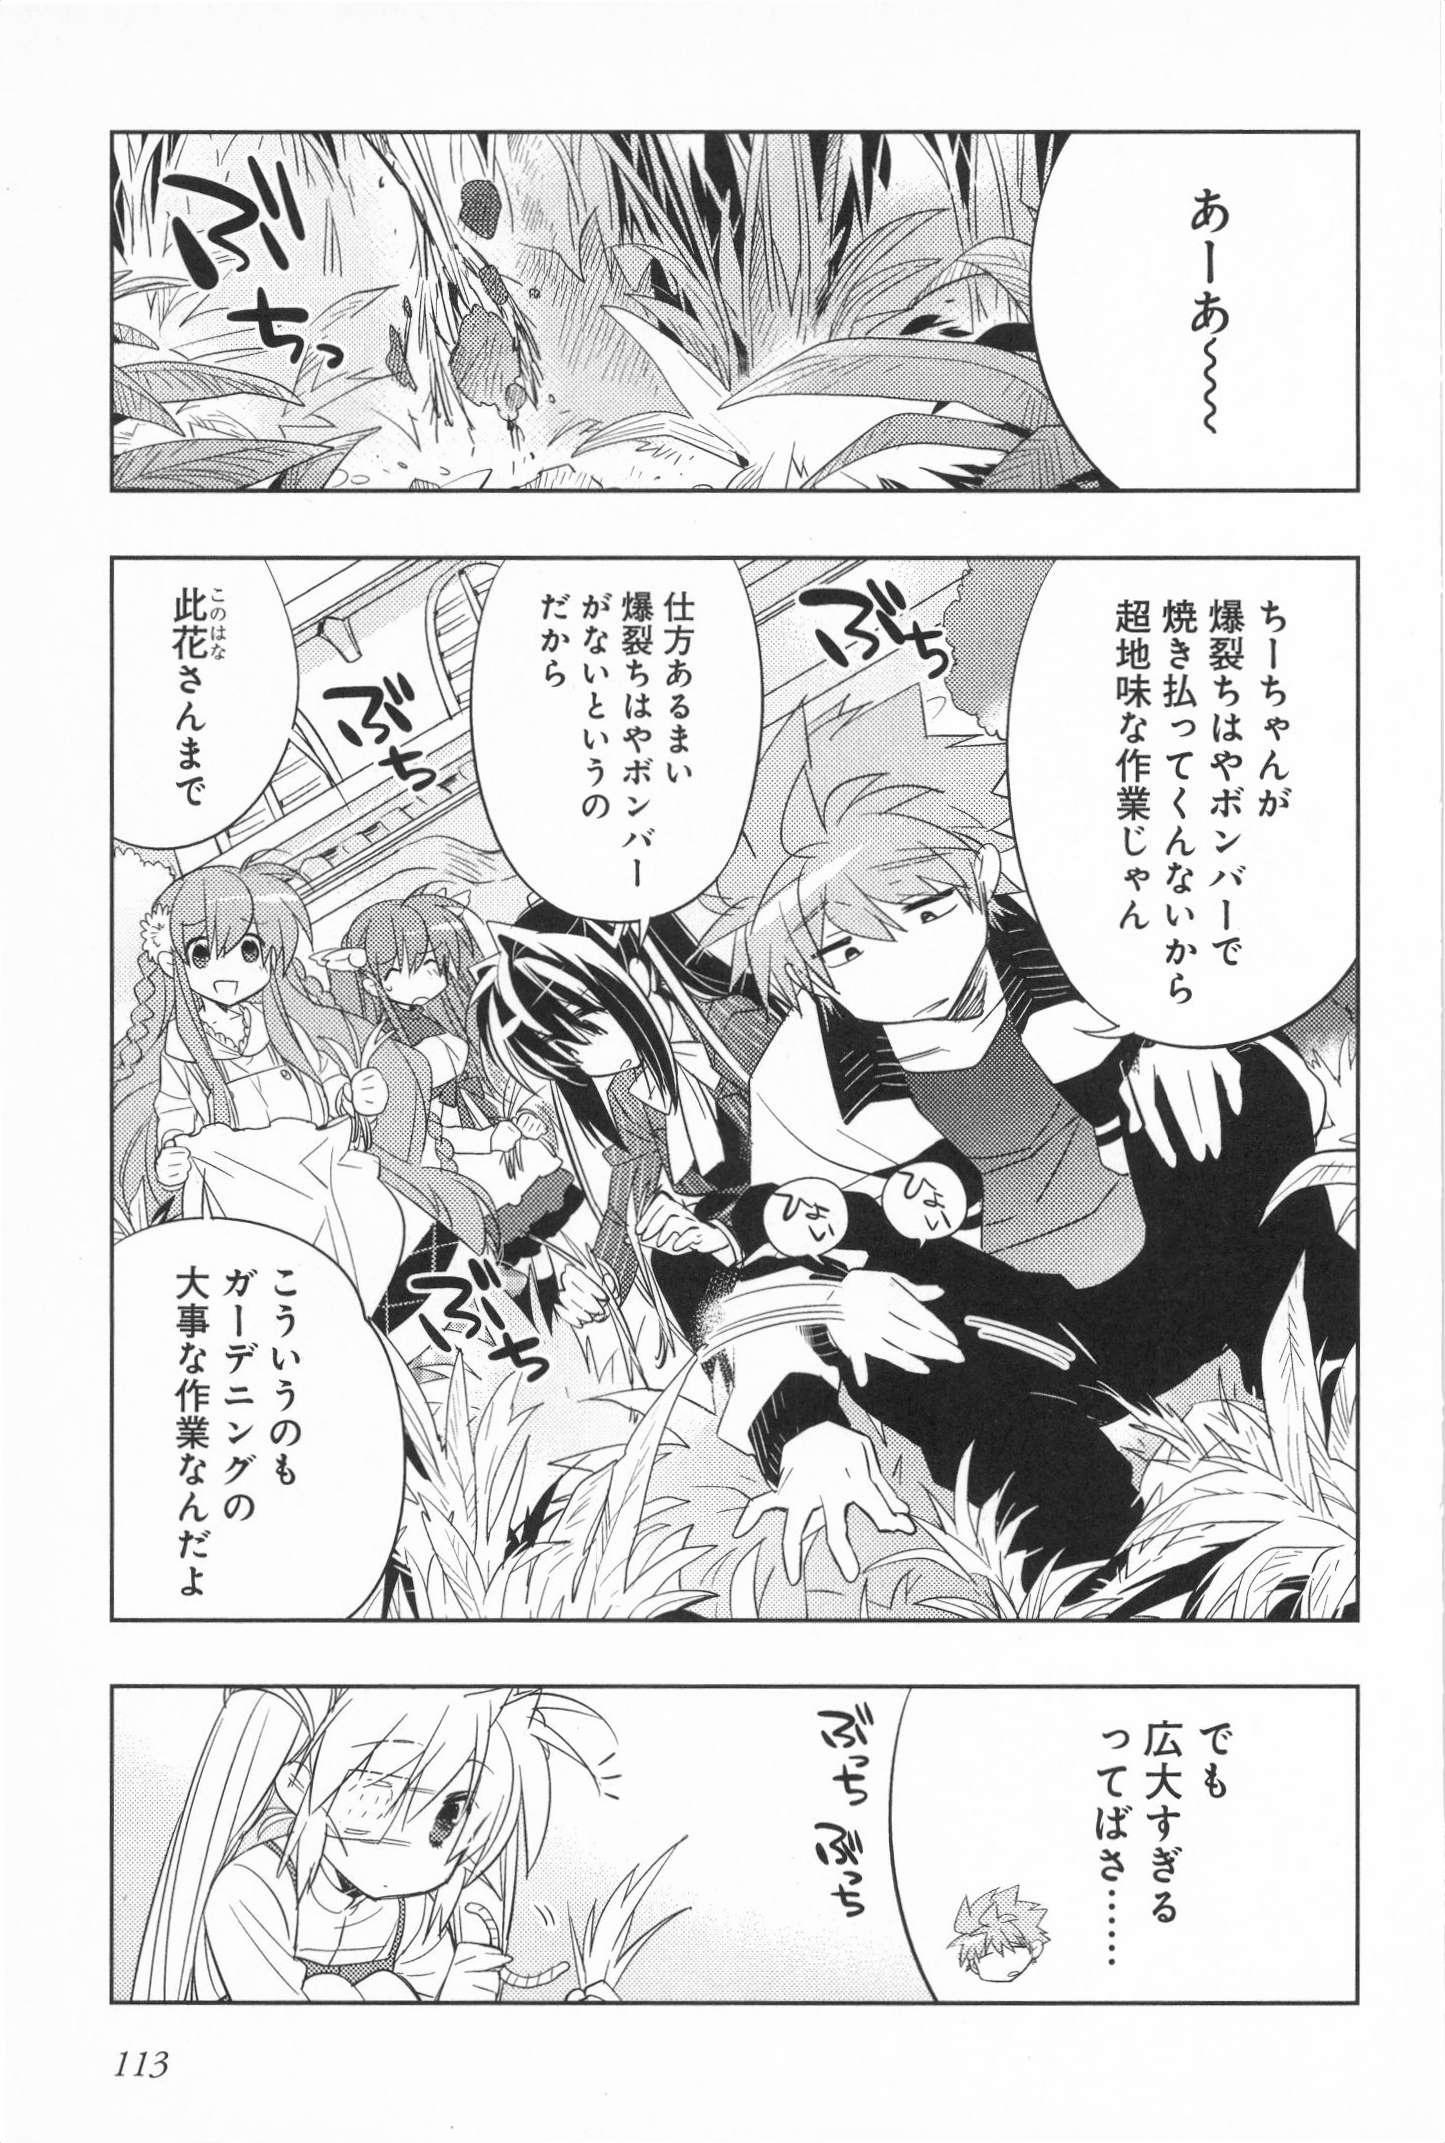 あーあ〜〜〜
ぶちっ
ちーちゃんが
爆裂ちはやボンバーで
焼き払ってくんないから
超地味な作業じゃん
ぶち
仕方あるまい
爆裂ちはやボンバー
がないというの
だから
ぶち
此花さんまで
このはな
ひょい
ひょい
ぶーち
こういうのも
ガーデニングの
大事な作業なんだよ
でも
広大すぎる
ってばさ……
ぶっち
ぶっち
113